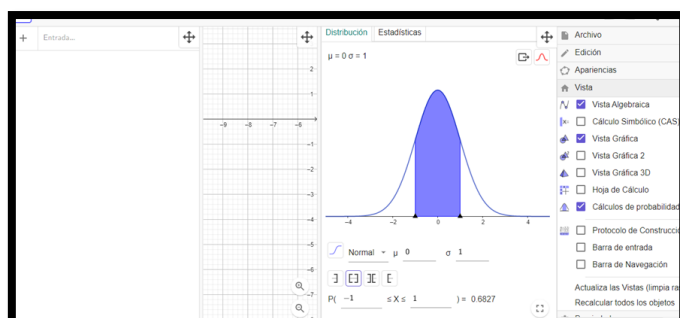 Entrada...
-9 -8 -7 -6
2
1
-1
-2
-3
-4
-5
-6
-7
Distribución Estadísticas
μ = 0 σ = 1
-4 -2 0 2 4
Normal μ 0 σ 1
P( -1 ≤ X ≤ 1 ) = 0.6827
Archivo
Edición
Apariencias
Vista
Vista Algebraica
Cálculo Simbólico (CAS)
Vista Gráfica
Vista Gráfica 2
Vista Gráfica 3D
Hoja de Cálculo
Cálculos de probabilidad
Protocolo de Construcci
Barra de entrada
Barra de Navegación
Actualiza las Vistas (limpia ra
Recalcular todos los objetos